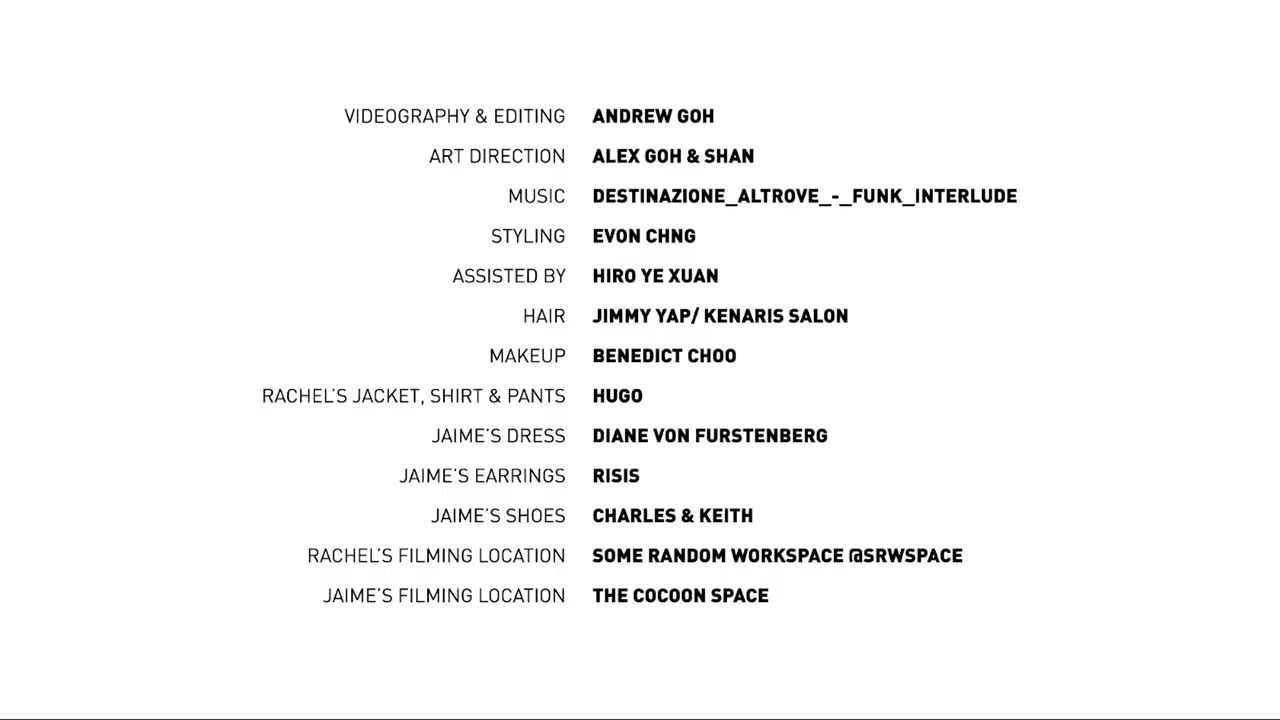 VIDEOGRAPHY & EDITING ANDREW GOH
ART DIRECTION ALEX GOH & SHAN
MUSIC DESTINAZIONE_ALTROVE_-_FUNK_INTERLUDE
STYLING EVON CHNG
ASSISTED BY HIRO YE XUAN
HAIR JIMMY YAP/ KENARIS SALON
MAKEUP BENEDICT CHOO
RACHEL'S JACKET, SHIRT & PANTS HUGO
JAIME'S DRESS DIANE VON FURSTENBERG
JAIME'S EARRINGS RISIS
JAIME'S SHOES CHARLES & KEITH
RACHEL'S FILMING LOCATION SOME RANDOM WORKSPACE @SRWSPACE
JAIME'S FILMING LOCATION THE COCOON SPACE